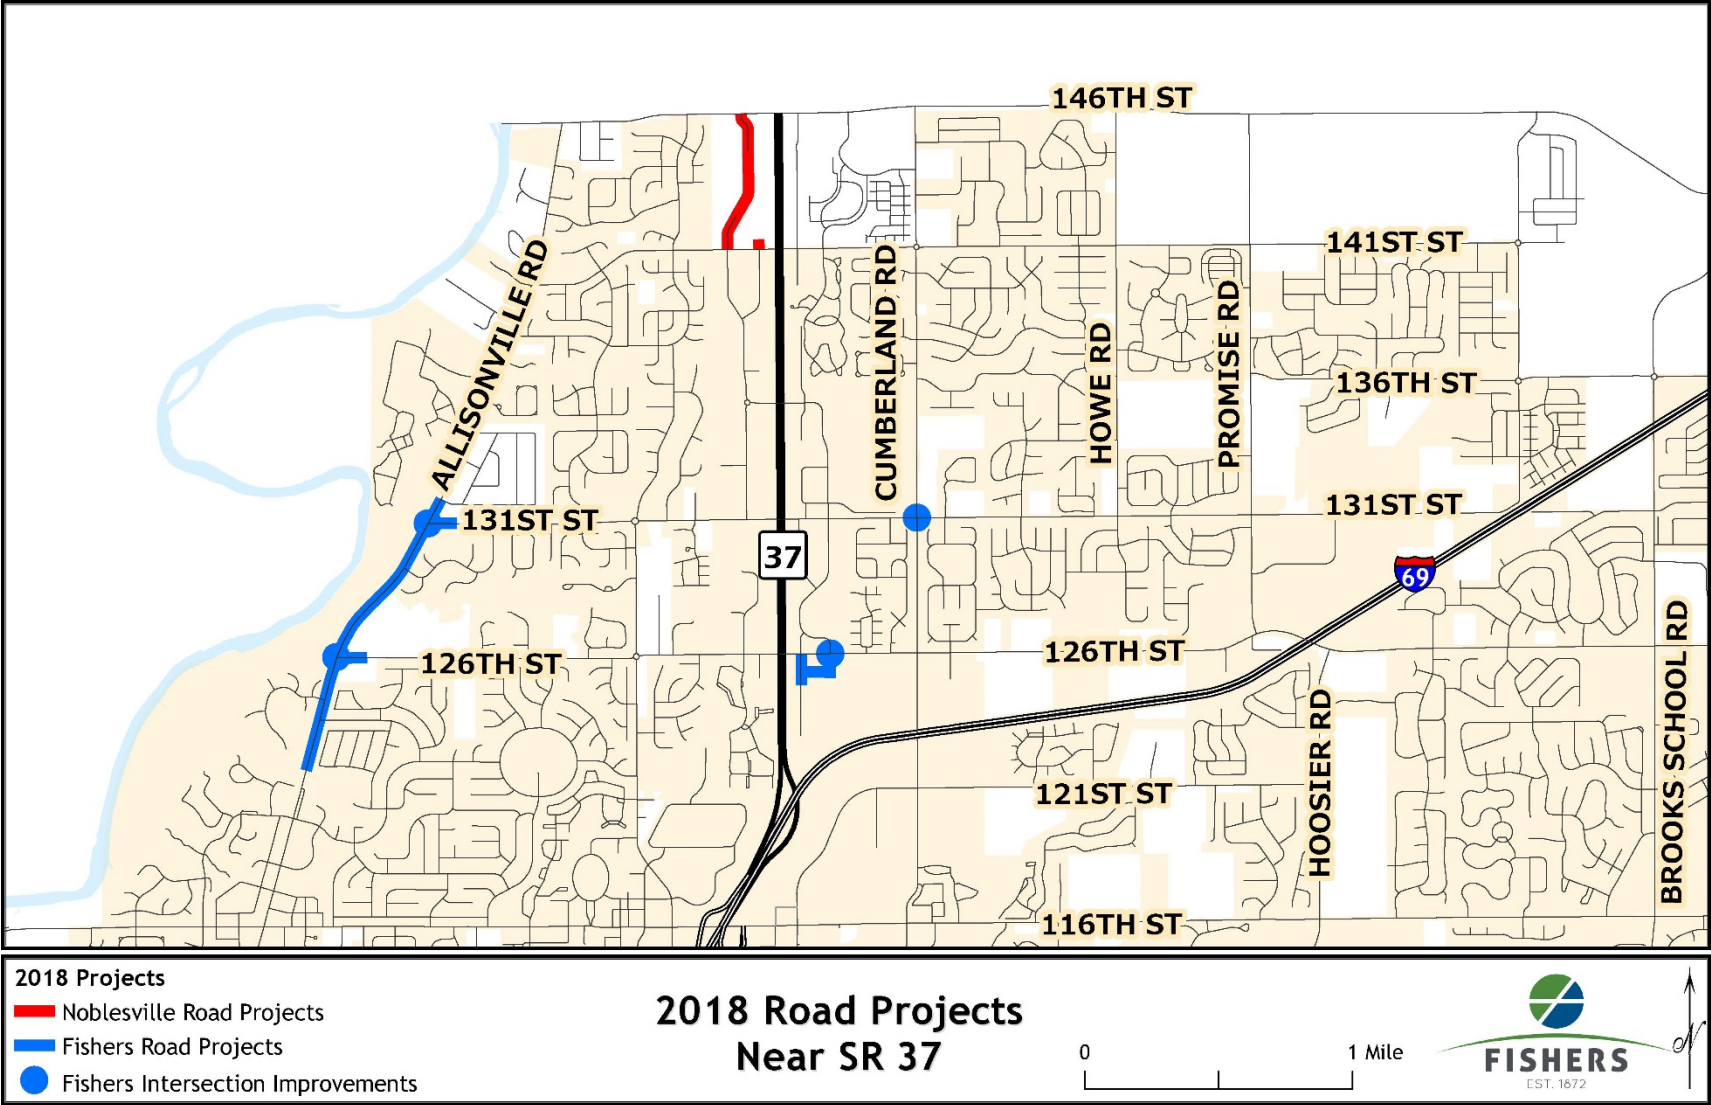 146TH ST
141ST ST
ALLISONVILLE RD
CUMBERLAND RD
HOWE RD
PROMISE RD
136TH ST
131ST ST
131ST ST
37
69
126TH ST
126TH ST
HOOSIER RD
BROOKS SCHOOL RD
121ST ST
116TH ST
2018 Projects
Noblesville Road Projects
Fishers Road Projects
Fishers Intersection Improvements
2018 Road Projects
Near SR 37
0
1 Mile
FISHERS
EST. 1872
N